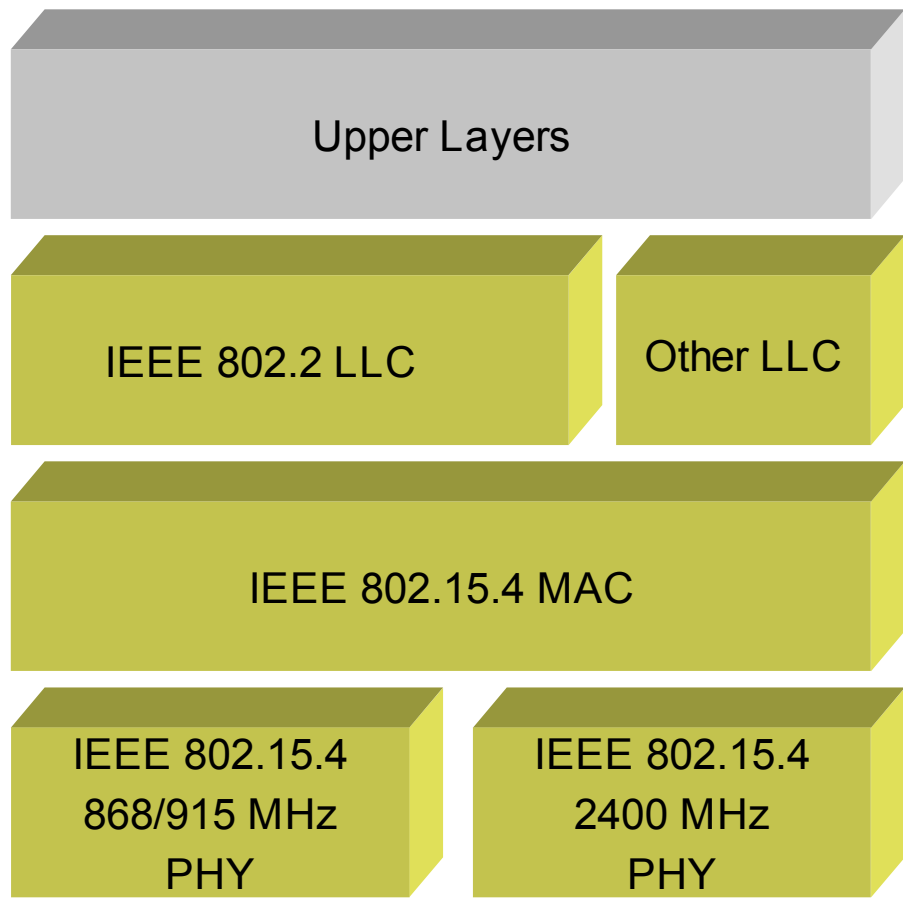 Upper Layers
IEEE 802.2 LLC
Other LLC
IEEE 802.15.4 MAC
IEEE 802.15.4
868/915 MHz
PHY
IEEE 802.15.4
2400 MHz
PHY